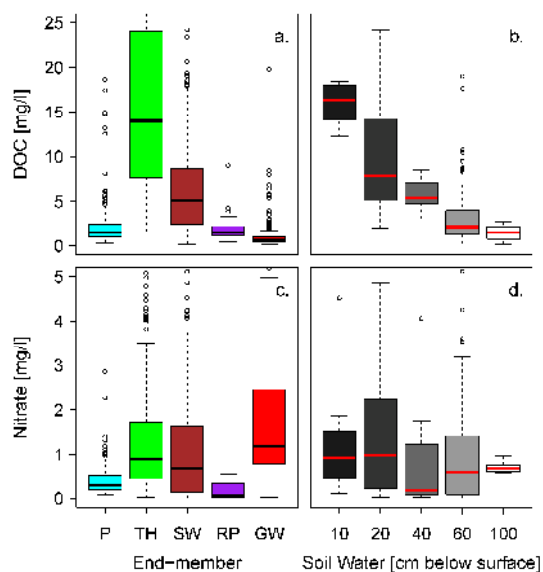 a.
b.
DOC [mg/l]
25
20
15
10
5
0
c.
d.
Nitrate [mg/l]
5
4
3
2
1
0
P TH SW RP GW
10 20 40 60 100
End-member
Soil Water [cm below surface]